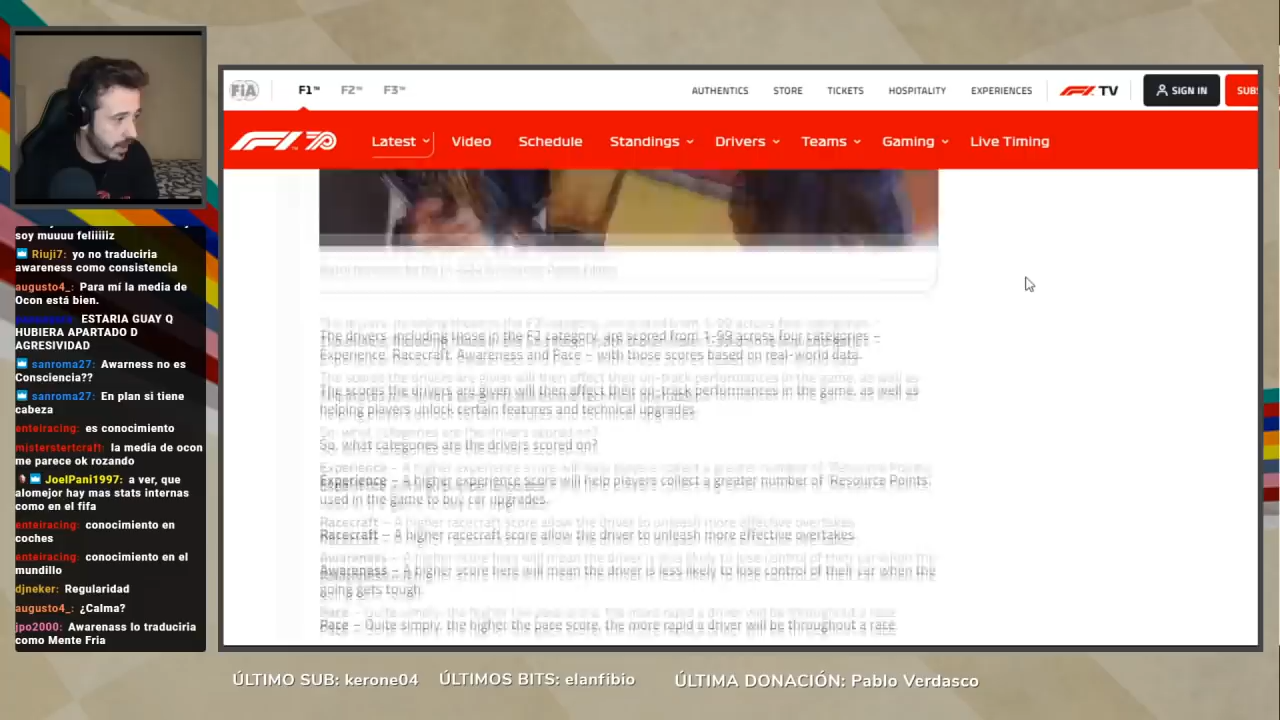 FIA
F1™
F2™
F3™
AUTHENTICS
STORE
TICKETS
HOSPITALITY
EXPERIENCES
F1 TV
SIGN IN
SUBS
F1 70
Latest
Video
Schedule
Standings
Drivers
Teams
Gaming
Live Timing
The drivers, including those in the F2 category, are scored from 1-99 across four categories –
Experience, Racecraft, Awareness and Pace – with those scores based on real-world data.
The scores the drivers are given will then affect their on-track performances in the game, as well as
helping players unlock certain features and technical upgrades.
So, what categories are the drivers scored on?
Experience – A higher experience score will help players collect a greater number of 'Resource Points',
used in the game to buy car upgrades.
Racecraft – A higher racecraft score allow the driver to unleash more effective overtakes.
Awareness – A higher score here will mean the driver is less likely to lose control of their car when the
going gets tough.
Pace – Quite simply, the higher the pace score, the more rapid a driver will be throughout a race.
soy muuuu feliiiiiz
Riuji7: yo no traduciria
awareness como consistencia
augusto4_: Para mí la media de
Ocon está bien.
ESTARIA GUAY Q
HUBIERA APARTADO D
AGRESIVIDAD
sanroma27: Awarness no es
Consciencia??
sanroma27: En plan si tiene
cabeza
enteiracing: es conocimiento
misterstertcraft: la media de ocon
me parece ok rozando
JoelPani1997: a ver, que
alomejor hay mas stats internas
como en el fifa
enteiracing: conocimiento en
coches
enteiracing: conocimiento en el
mundillo
djneker: Regularidad
augusto4_: ¿Calma?
jpo2000: Awarenass lo traduciria
como Mente Fria
ÚLTIMO SUB: kerone04
ÚLTIMOS BITS: elanfibio
ÚLTIMA DONACIÓN: Pablo Verdasco